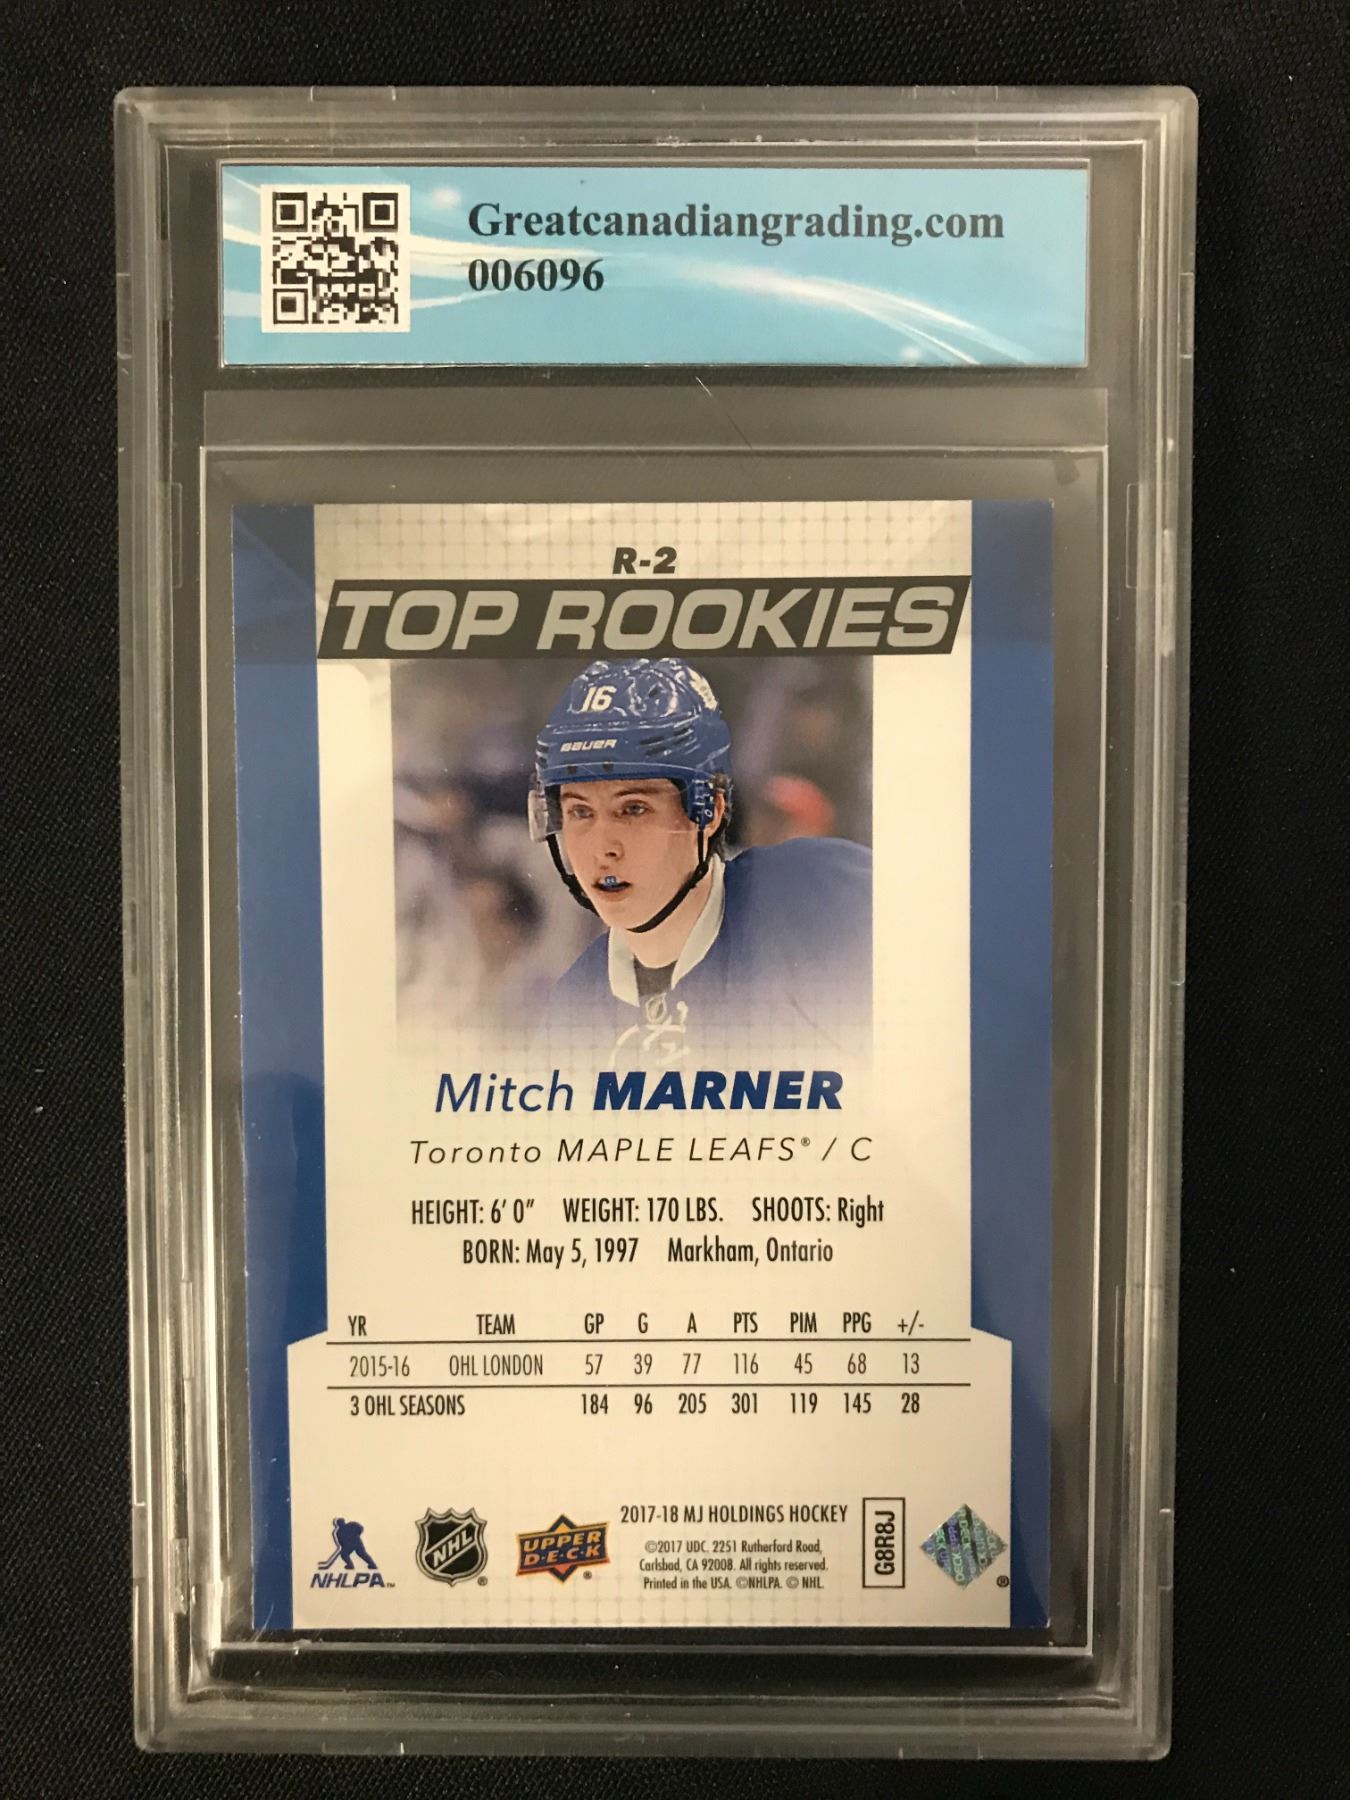 Greatcanadiangrading.com
006096
R-2
TOP ROOKIES
16
BAUER
Mitch MARNER
Toronto MAPLE LEAFS® / C
HEIGHT: 6' 0" WEIGHT: 170 LBS. SHOOTS: Right
BORN: May 5, 1997 Markham, Ontario
YR TEAM GP G A PTS PIM PPG +/-
2015-16 OHL LONDON 57 39 77 116 45 68 13
3 OHL SEASONS 184 96 205 301 119 145 28
NHLPA™
NHL®
UPPER DECK®
2017-18 MJ HOLDINGS HOCKEY
©2017 UDC. 2251 Rutherford Road,
Carlsbad, CA 92008. All rights reserved.
Printed in the USA. ©NHLPA. © NHL.
G8R8J
®